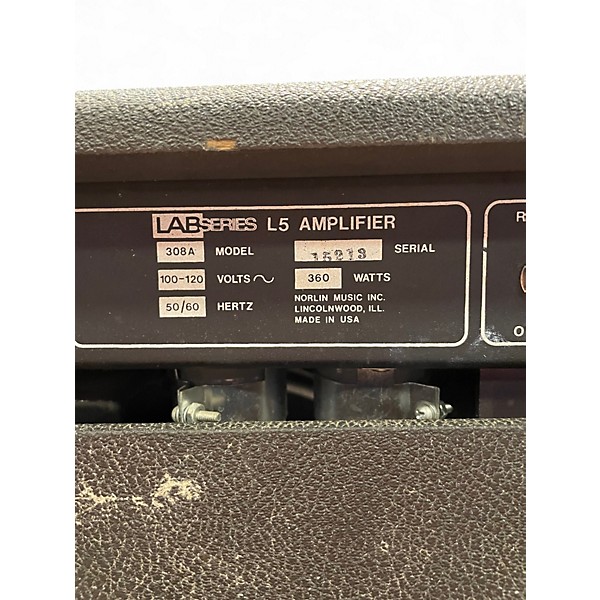 LAB SERIES L5 AMPLIFIER
308A MODEL 15213 SERIAL
100-120 VOLTS 360 WATTS
50/60 HERTZ
NORLIN MUSIC INC.
LINCOLNWOOD, ILL.
MADE IN USA